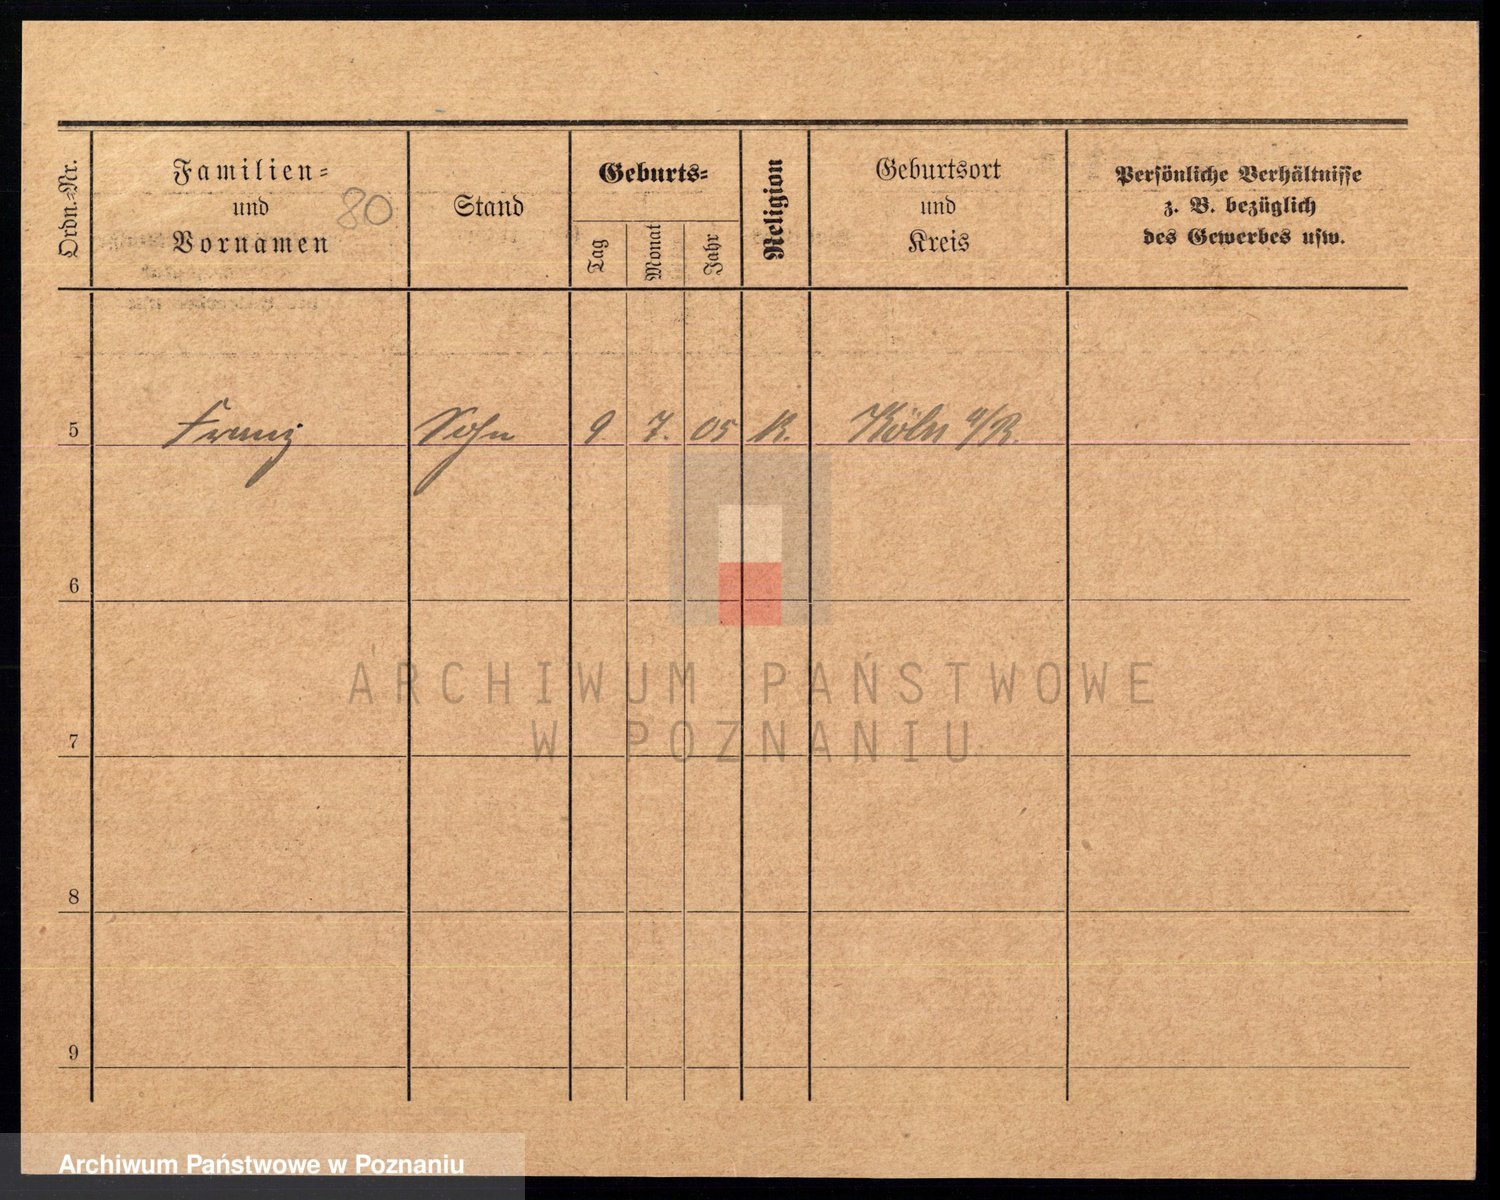 Ordn.-Nr.
Familien-
und
Vornamen
80
Stand
Geburts-
Tag
Monat
Jahr
Religion
Geburtsort
und
Kreis
Persönliche Verhältnisse
z. B. bezüglich
des Gewerbes usw.
5 Franz Sohn 9. 7. 05 K. Köln a/R.
6
7
8
9
ARCHIWUM PAŃSTWOWE
W POZNANIU
Archiwum Państwowe w Poznaniu